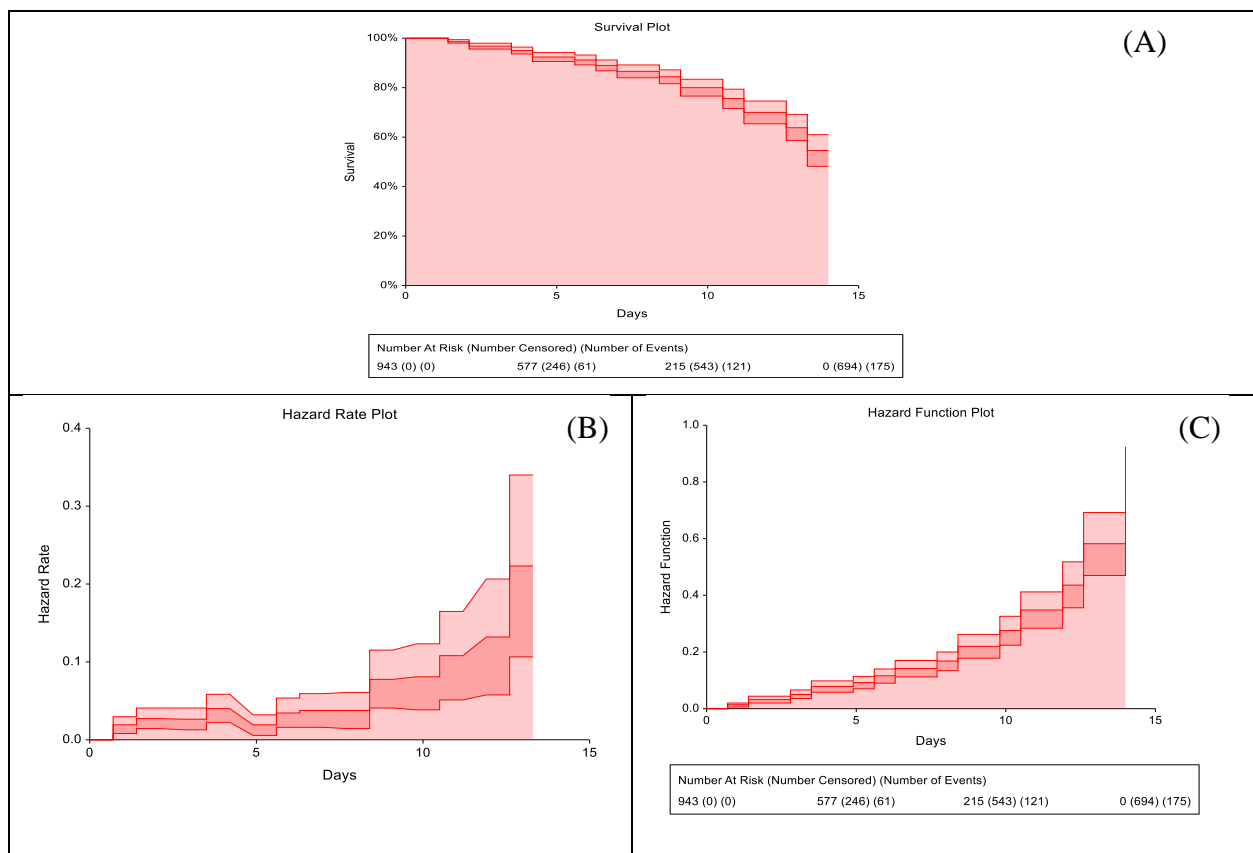 Survival Plot
(A)
100%
80%
60%
40%
20%
0%
Survival
0 5 10 15
Days
Number At Risk (Number Censored) (Number of Events)
943 (0) (0) 577 (246) (61) 215 (543) (121) 0 (694) (175)
Hazard Rate Plot
(B)
0.4
0.3
0.2
0.1
0.0
Hazard Rate
0 5 10 15
Days
Hazard Function Plot
(C)
1.0
0.8
0.6
0.4
0.2
0.0
Hazard Function
0 5 10 15
Days
Number At Risk (Number Censored) (Number of Events)
943 (0) (0) 577 (246) (61) 215 (543) (121) 0 (694) (175)